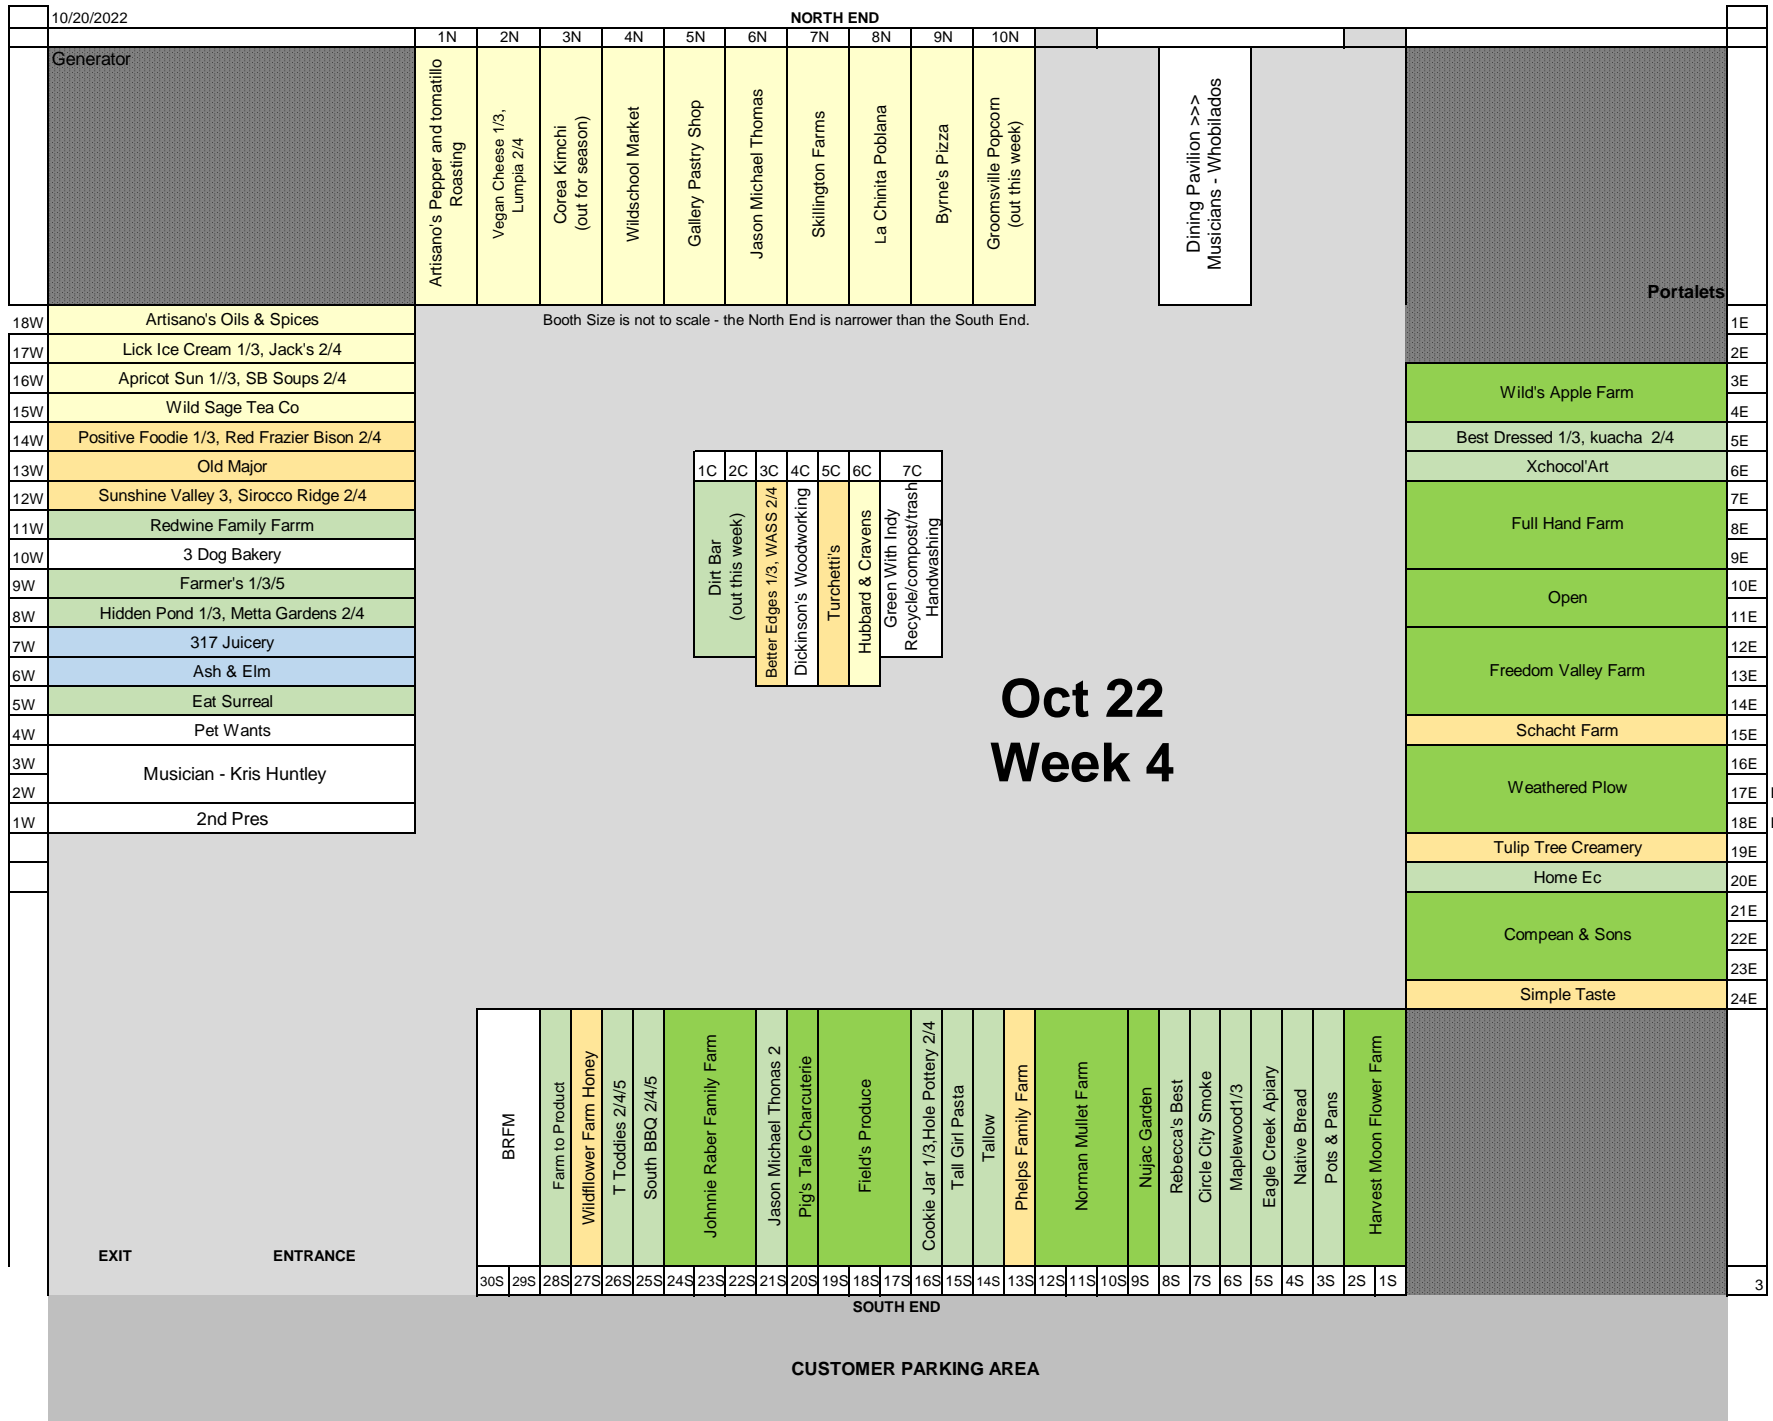 10/20/2022
NORTH END
1N
2N
3N
4N
5N
6N
7N
8N
9N
10N
Generator
Artisano's Pepper and tomatillo
Roasting
Vegan Cheese 1/3,
Lumpia 2/4
Corea Kimchi
(out for season)
Wildschool Market
Gallery Pastry Shop
Jason Michael Thomas
Skillington Farms
La Chinita Poblana
Byrne's Pizza
Groomsville Popcorn
(out this week)
Dining Pavilion >>>
Musicians - Whobilados
Portalets
Booth Size is not to scale - the North End is narrower than the South End.
18W
Artisano's Oils & Spices
17W
Lick Ice Cream 1/3, Jack's 2/4
16W
Apricot Sun 1//3, SB Soups 2/4
15W
Wild Sage Tea Co
14W
Positive Foodie 1/3, Red Frazier Bison 2/4
13W
Old Major
12W
Sunshine Valley 3, Sirocco Ridge 2/4
11W
Redwine Family Farrm
10W
3 Dog Bakery
9W
Farmer's 1/3/5
8W
Hidden Pond 1/3, Metta Gardens 2/4
7W
317 Juicery
6W
Ash & Elm
5W
Eat Surreal
4W
Pet Wants
3W
Musician - Kris Huntley
2W
1W
2nd Pres
1C
2C
3C
4C
5C
6C
7C
Dirt Bar
(out this week)
Better Edges 1/3, WASS 2/4
Dickinson's Woodworking
Turchetti's
Hubbard & Cravens
Green With Indy
Recycle/compost/trash
Handwashing
Oct 22
Week 4
1E
2E
Wild's Apple Farm
3E
4E
Best Dressed 1/3, kuacha 2/4
5E
Xchocol'Art
6E
Full Hand Farm
7E
8E
9E
Open
10E
11E
Freedom Valley Farm
12E
13E
14E
Schacht Farm
15E
Weathered Plow
16E
17E
18E
Tulip Tree Creamery
19E
Home Ec
20E
Compean & Sons
21E
22E
23E
Simple Taste
24E
BRFM
Farm to Product
Wildfllower Farm Honey
T Toddies 2/4/5
South BBQ 2/4/5
Johnnie Raber Family Farm
Jason Michael Thonas 2
Pig's Tale Charcuterie
Field's Produce
Cookie Jar 1/3,Hole Pottery 2/4
Tall Girl Pasta
Tallow
Phelps Family Farm
Norman Mullet Farm
Nujac Garden
Rebecca's Best
Circle City Smoke
Maplewood1/3
Eagle Creek Apiary
Native Bread
Pots & Pans
Harvest Moon Flower Farm
EXIT
ENTRANCE
30S
29S
28S
27S
26S
25S
24S
23S
22S
21S
20S
19S
18S
17S
16S
15S
14S
13S
12S
11S
10S
9S
8S
7S
6S
5S
4S
3S
2S
1S
3
SOUTH END
CUSTOMER PARKING AREA